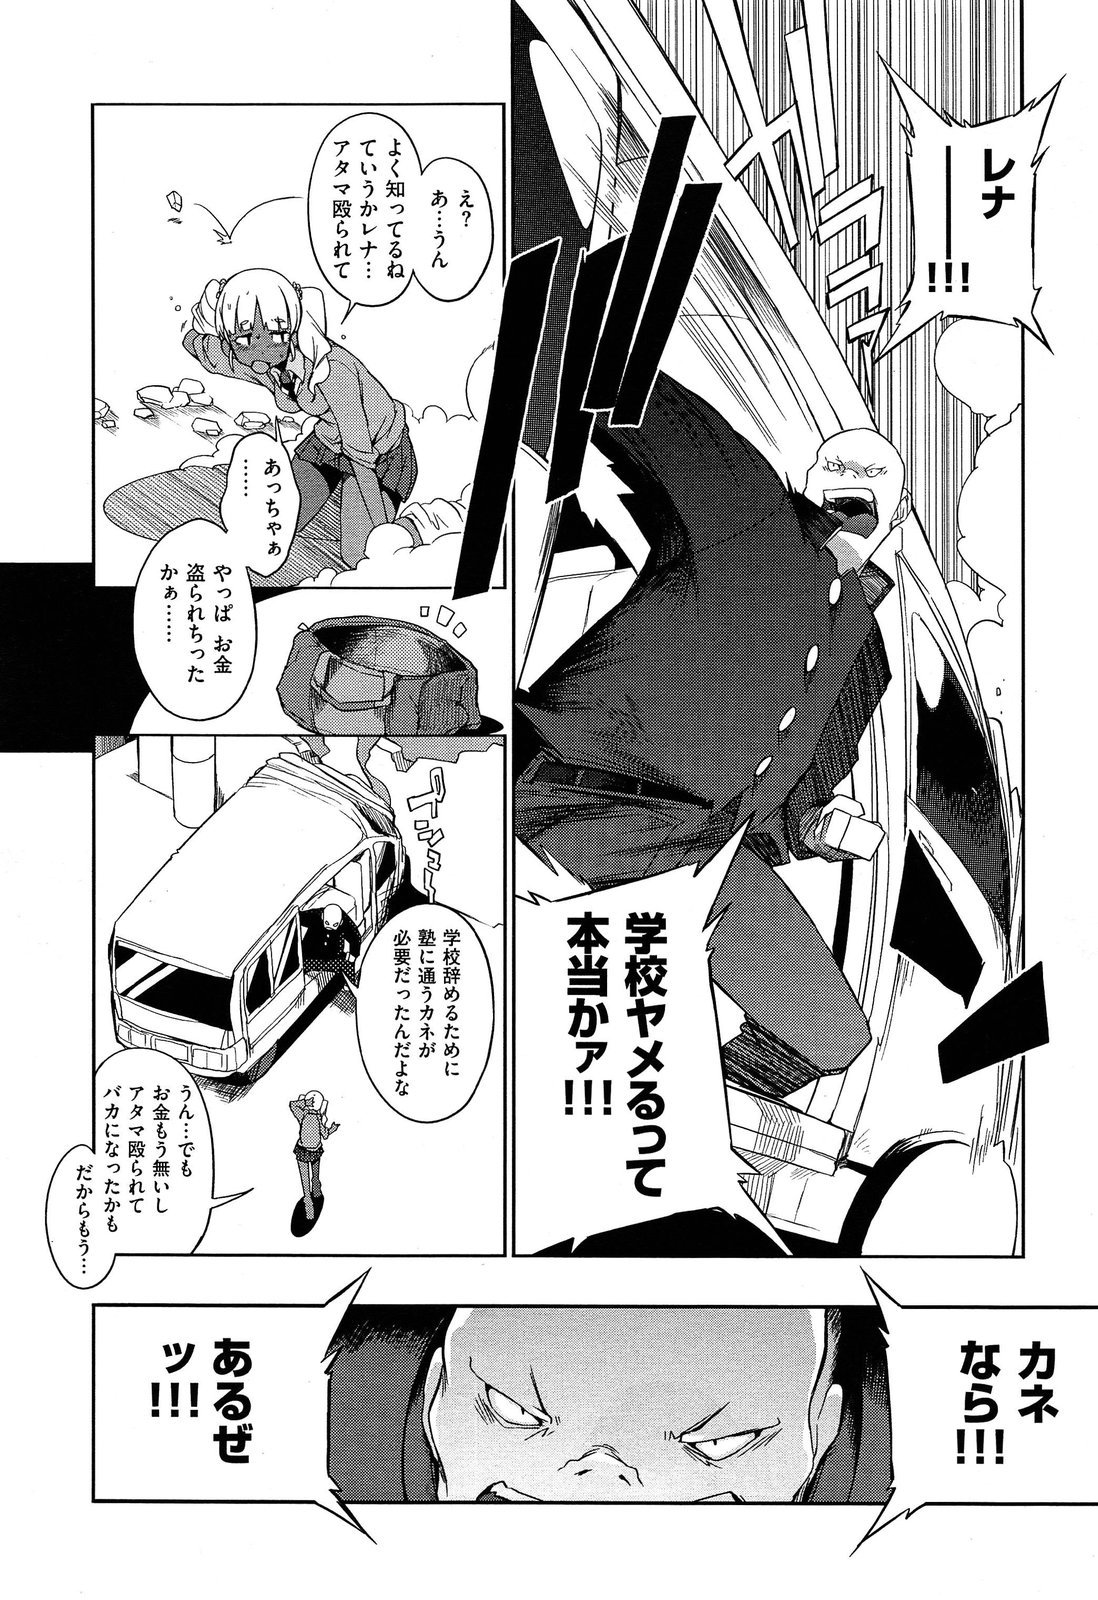 レナ
――!!!
学校ヤメるって
本当かァ!!!
え?
あ…うん
よく知ってるね
ていうかレナ…
アタマ殴られて
あっちゃぁ
……
やっぱ お金
盗られちった
かぁ……
学校辞めるために
塾に通うカネが
必要だったんだよな
うん…でも
お金もう無いし
アタマ殴られて
バカになったかも
だからもう…
カネ
なら!!!
あるぜ
ッ!!!